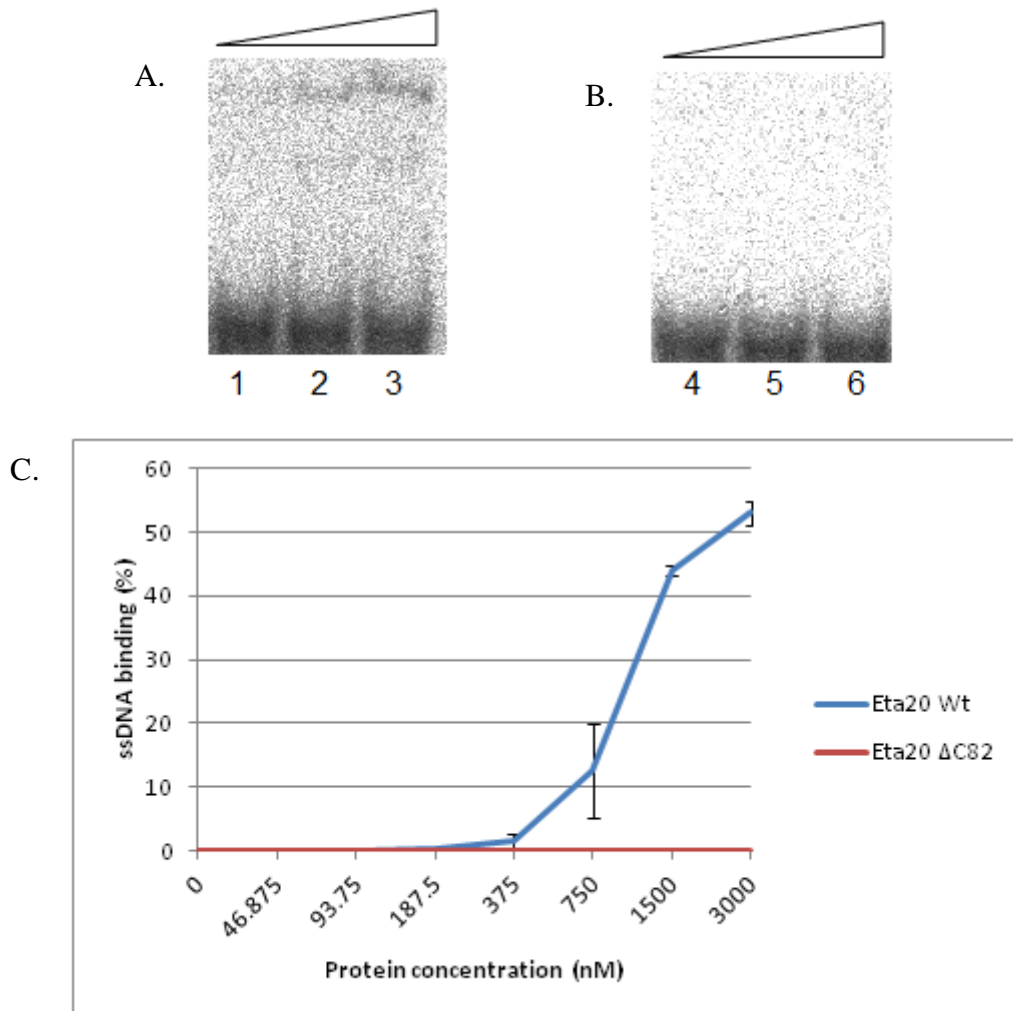 A.
B.
1 2 3
4 5 6
C.
60
50
40
30
20
10
0
ssDNA binding (%)
0 46.875 93.75 187.5 375 750 1500 3000
Protein concentration (nM)
Eta20 Wt
Eta20 ΔC82